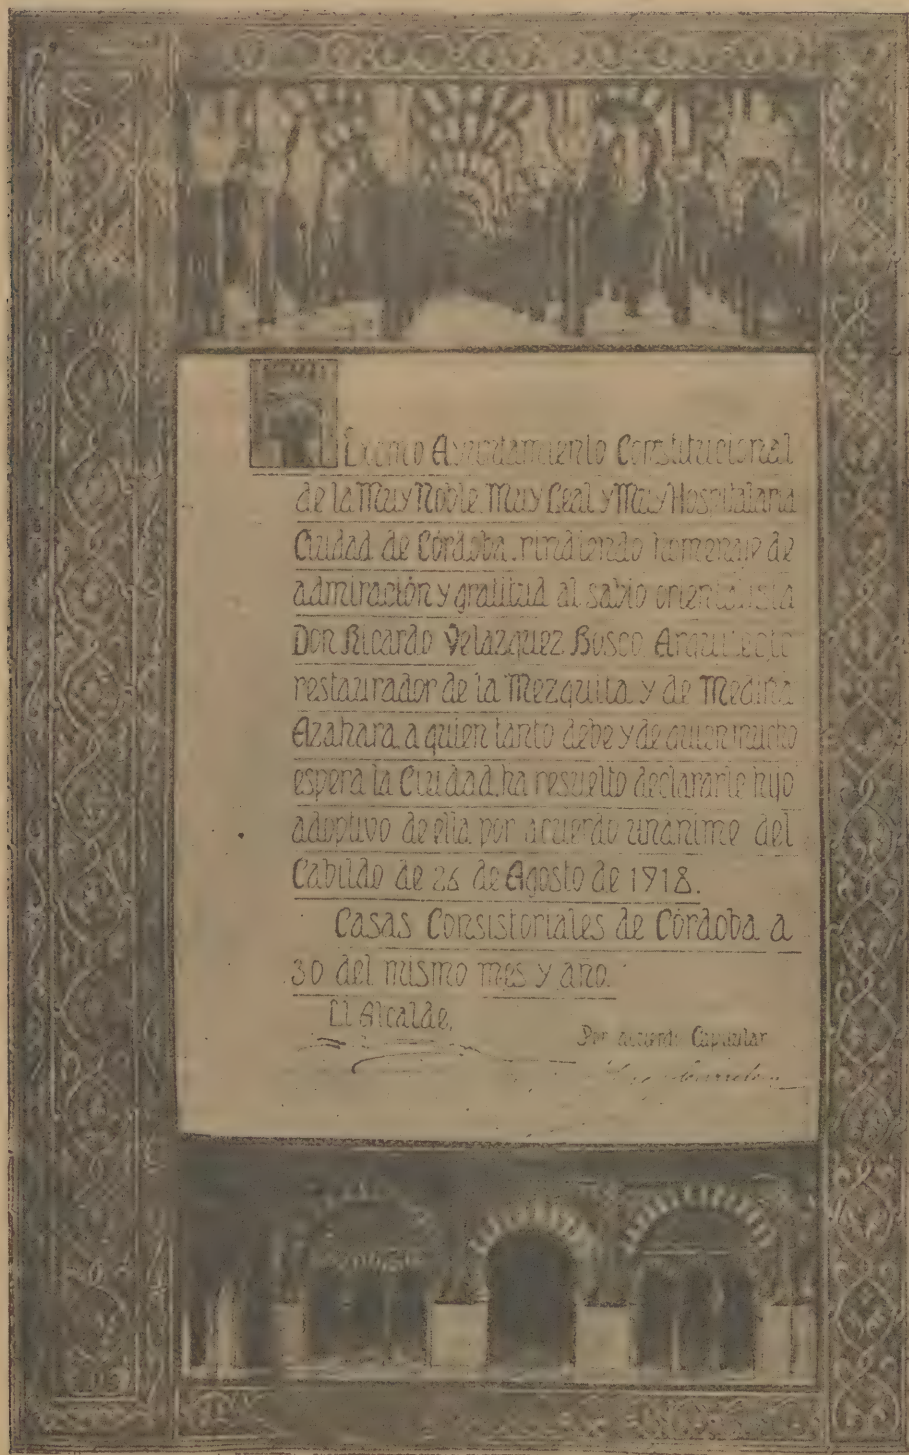 El Excmo Ayuntamiento Constitucional
de la Muy Noble, Muy Leal y Muy Hospitalaria
Ciudad de Córdoba, rindiendo homenaje de
admiración y gratitud al sabio orientalista
Don Ricardo Velazquez Bosco Arquitecto
restaurador de la Mezquita y de Medina
Azahara, a quien tanto debe y de quien mucho
espera la Ciudad, ha resuelto declararle hijo
adoptivo de ella, por acuerdo unánime del
Cabildo de 26 de Agosto de 1918.
Casas Consistoriales de Córdoba a
30 del mismo mes y año.
El Alcalde,
Por acuerdo Capitular